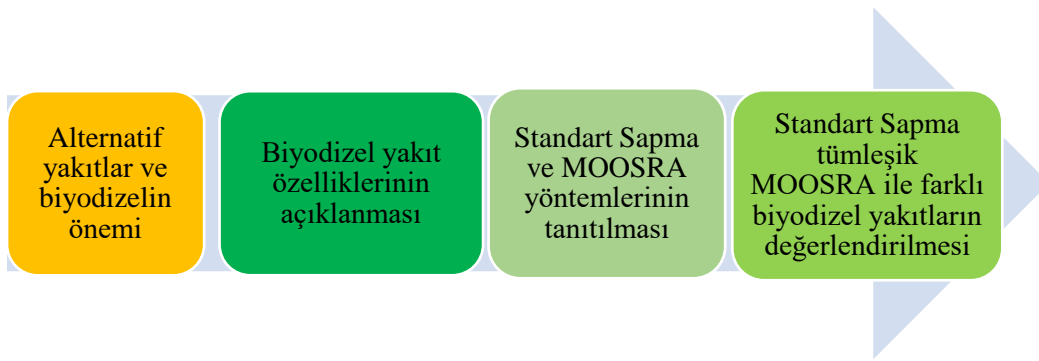 Alternatif
yakıtlar ve
biyodizelin
önemi
Biyodizel yakıt
özelliklerinin
açıklanması
Standart Sapma
ve MOOSRA
yöntemlerinin
tanıtılması
Standart Sapma
tümleşik
MOOSRA ile farklı
biyodizel yakıtların
değerlendirilmesi